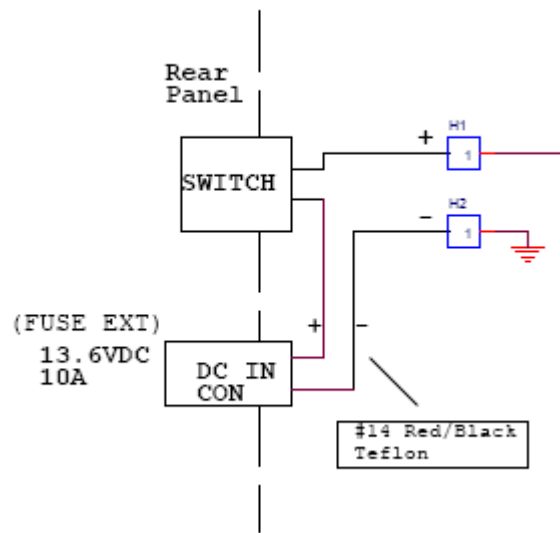 Rear
Panel
SWITCH
+
H1
1
-
H2
1
(FUSE EXT)
13.6VDC
10A
DC IN
CON
+
-
#14 Red/Black
Teflon